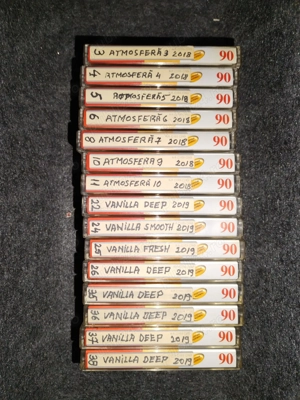 3 ATMOSFERĂ 3 2018 90
4 ATMOSFERĂ 4 2018 90
5 ATMOSFERĂ 5 2018 90
6 ATMOSFERĂ 6 2018 90
8 ATMOSFERĂ 7 2018 90
10 ATMOSFERĂ 9 2018 90
11 ATMOSFERĂ 10 2018 90
22 VANILLA DEEP 2019 90
24 VANILLA SMOOTH 2019 90
25 VANILLA FRESH 2019 90
26 VANILLA DEEP 2019 90
35 VANILLA DEEP 2019 90
36 VANILLA DEEP 2019 90
37 VANILLA DEEP 2019 90
38 VANILLA DEEP 2019 90